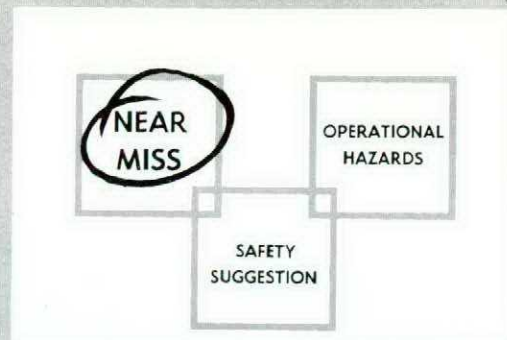 NEAR
MISS
OPERATIONAL
HAZARDS
SAFETY
SUGGESTION